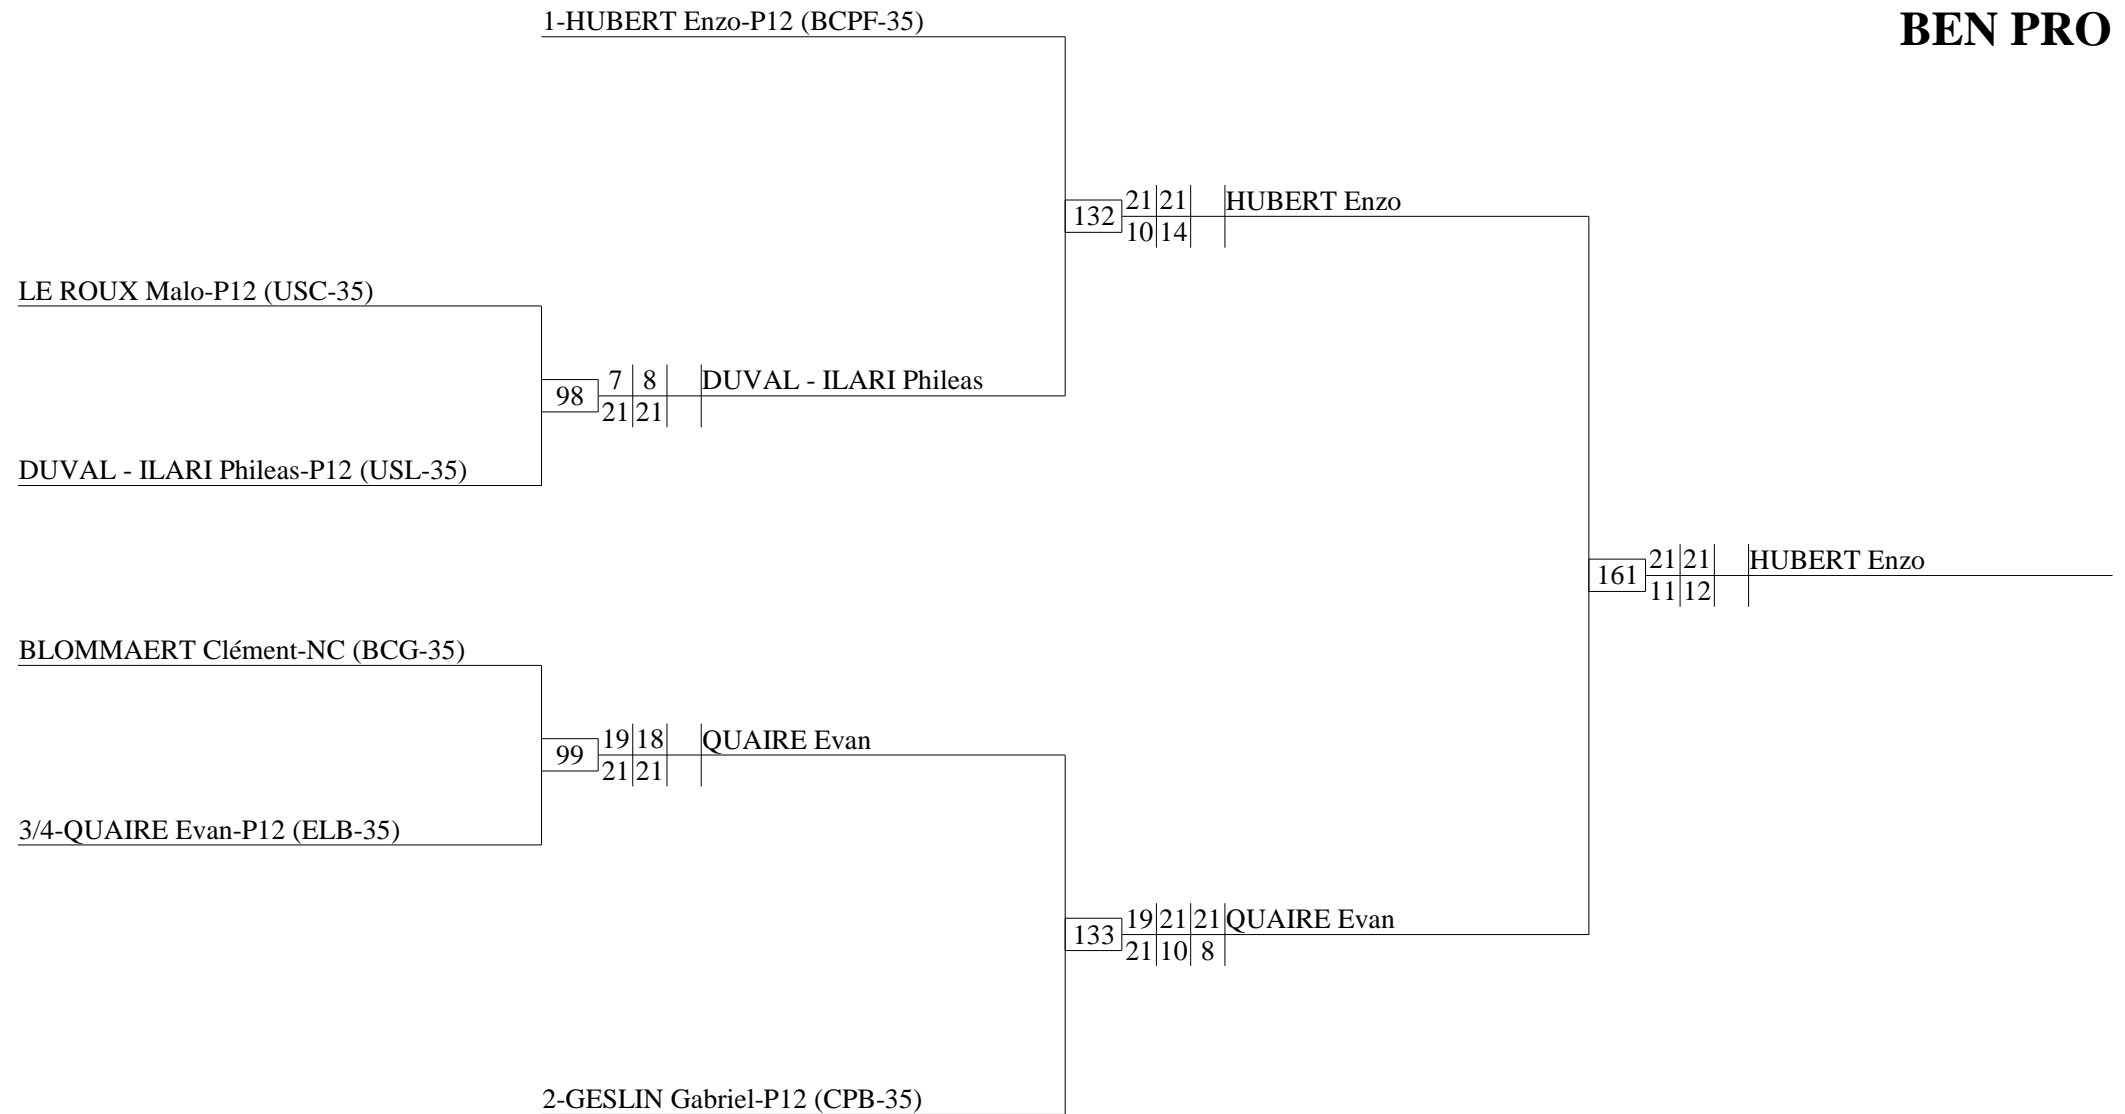 1-HUBERT Enzo-P12 (BCPF-35)
BEN PRO
132 21 21 HUBERT Enzo
10 14
LE ROUX Malo-P12 (USC-35)
98 7 8 DUVAL - ILARI Phileas
21 21
DUVAL - ILARI Phileas-P12 (USL-35)
161 21 21 HUBERT Enzo
11 12
BLOMMAERT Clément-NC (BCG-35)
99 19 18 QUAIRE Evan
21 21
3/4-QUAIRE Evan-P12 (ELB-35)
133 19 21 21 QUAIRE Evan
21 10 8
2-GESLIN Gabriel-P12 (CPB-35)